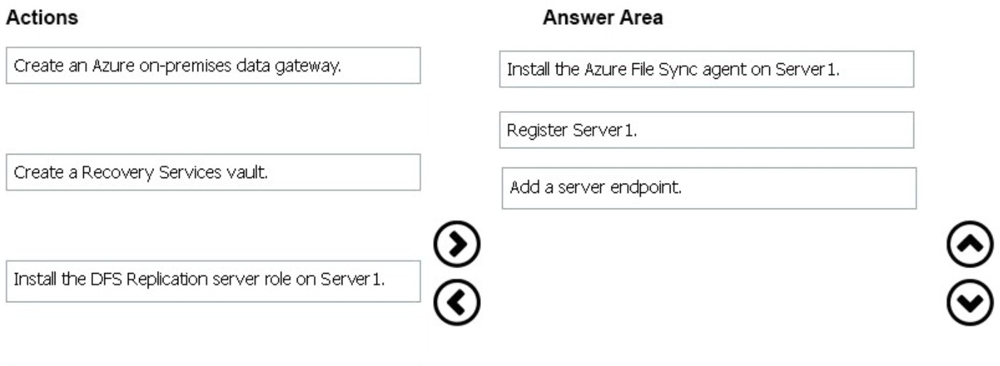 Actions
Answer Area
Create an Azure on-premises data gateway.
Install the Azure File Sync agent on Server1.
Register Server1.
Create a Recovery Services vault.
Add a server endpoint.
Install the DFS Replication server role on Server1.